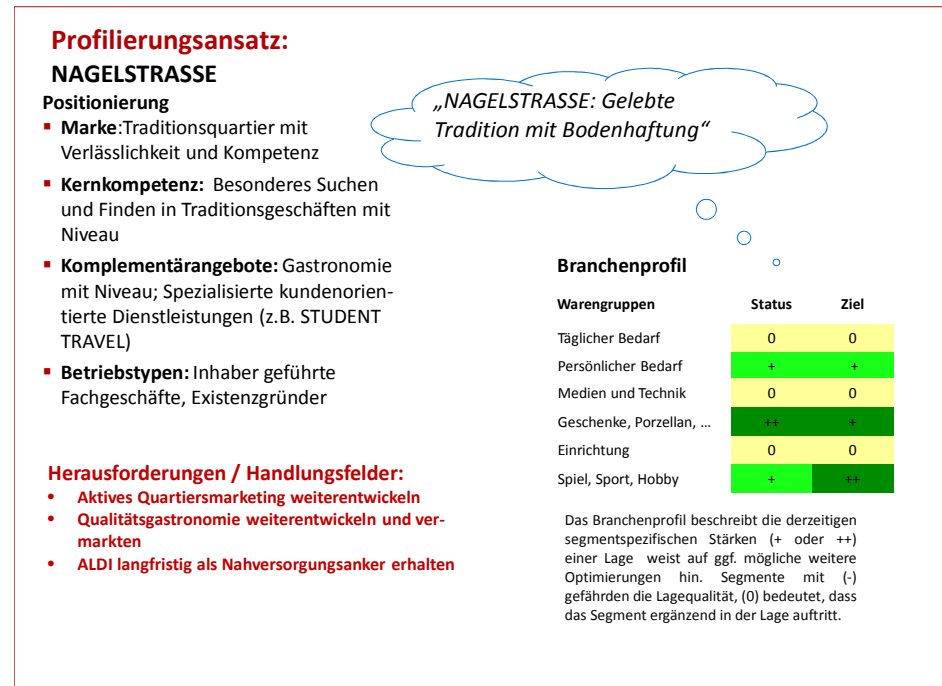 Profilierungsansatz:
NAGELSTRASSE
Positionierung
▪ Marke:Traditionsquartier mit
Verlässlichkeit und Kompetenz
▪ Kernkompetenz: Besonderes Suchen
und Finden in Traditionsgeschäften mit
Niveau
▪ Komplementärangebote: Gastronomie
mit Niveau; Spezialisierte kundenorien-
tierte Dienstleistungen (z.B. STUDENT
TRAVEL)
▪ Betriebstypen: Inhaber geführte
Fachgeschäfte, Existenzgründer
Herausforderungen / Handlungsfelder:
• Aktives Quartiersmarketing weiterentwickeln
• Qualitätsgastronomie weiterentwickeln und ver-
markten
• ALDI langfristig als Nahversorgungsanker erhalten
„NAGELSTRASSE: Gelebte
Tradition mit Bodenhaftung“
Branchenprofil
Warengruppen Status Ziel
Täglicher Bedarf 0 0
Persönlicher Bedarf + +
Medien und Technik 0 0
Geschenke, Porzellan, ... ++ +
Einrichtung 0 0
Spiel, Sport, Hobby + ++
Das Branchenprofil beschreibt die derzeitigen
segmentspezifischen Stärken (+ oder ++)
einer Lage weist auf ggf. mögliche weitere
Optimierungen hin. Segmente mit (-)
gefährden die Lagequalität, (0) bedeutet, dass
das Segment ergänzend in der Lage auftritt.